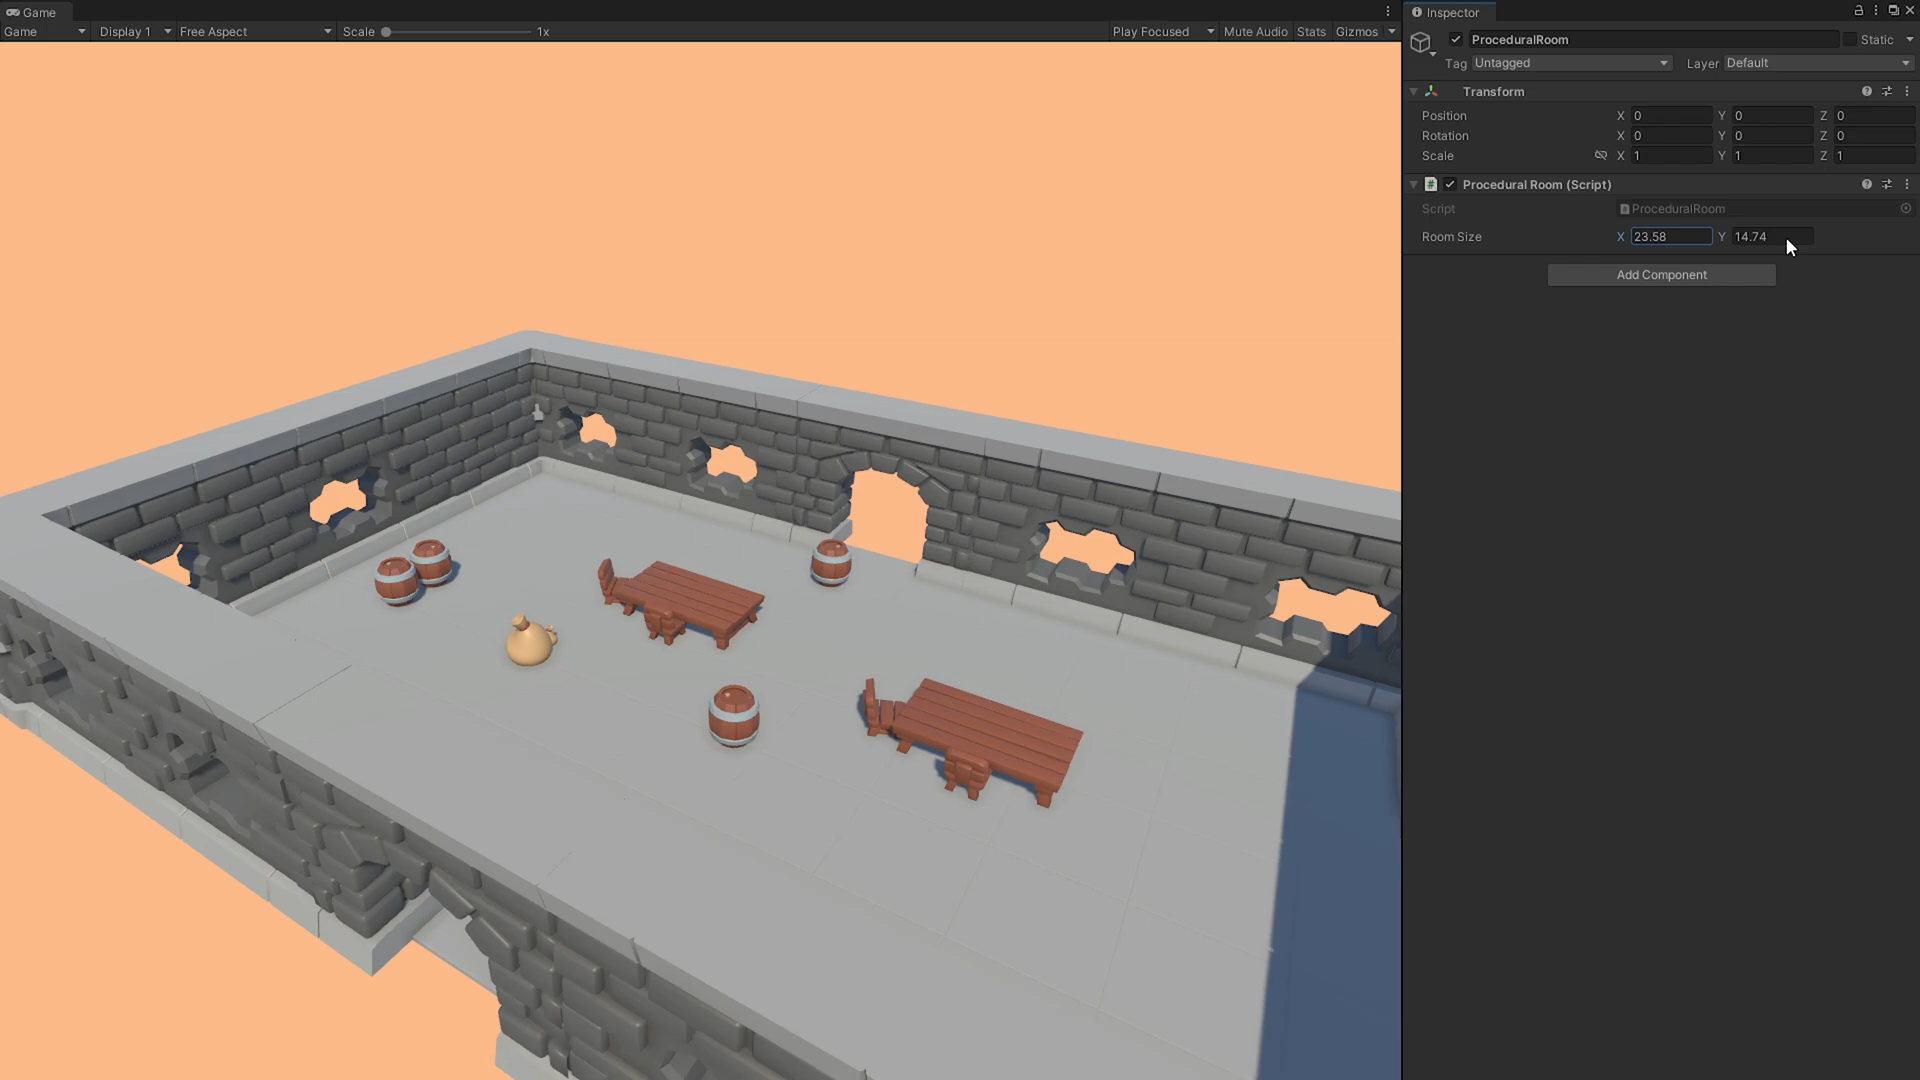 Game
Game Display 1 Free Aspect Scale 1x Play Focused Mute Audio Stats Gizmos
Inspector
ProceduralRoom Static
Tag Untagged Layer Default
Transform
Position X 0 Y 0 Z 0
Rotation X 0 Y 0 Z 0
Scale X 1 Y 1 Z 1
# Procedural Room (Script)
Script ProceduralRoom
Room Size X 23.58 Y 14.74
Add Component